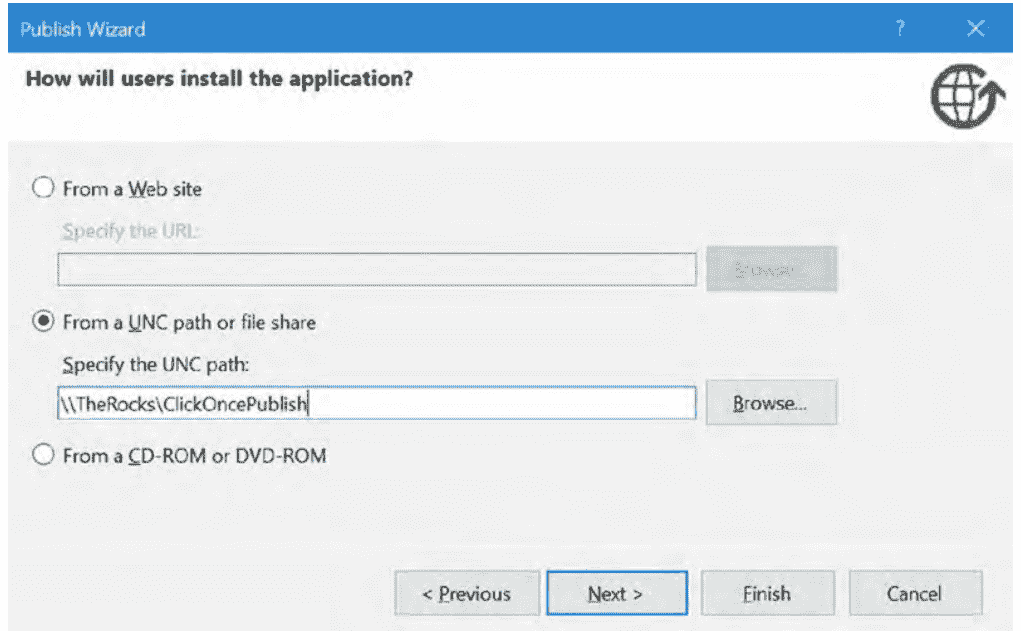 Publish Wizard
?
How will users install the application?
From a Web site
Specify the URL:
Browse...
From a UNC path or file share
Specify the UNC path:
\\TheRocks\ClickOncePublish
Browse...
From a CD-ROM or DVD-ROM
< Previous
Next >
Finish
Cancel